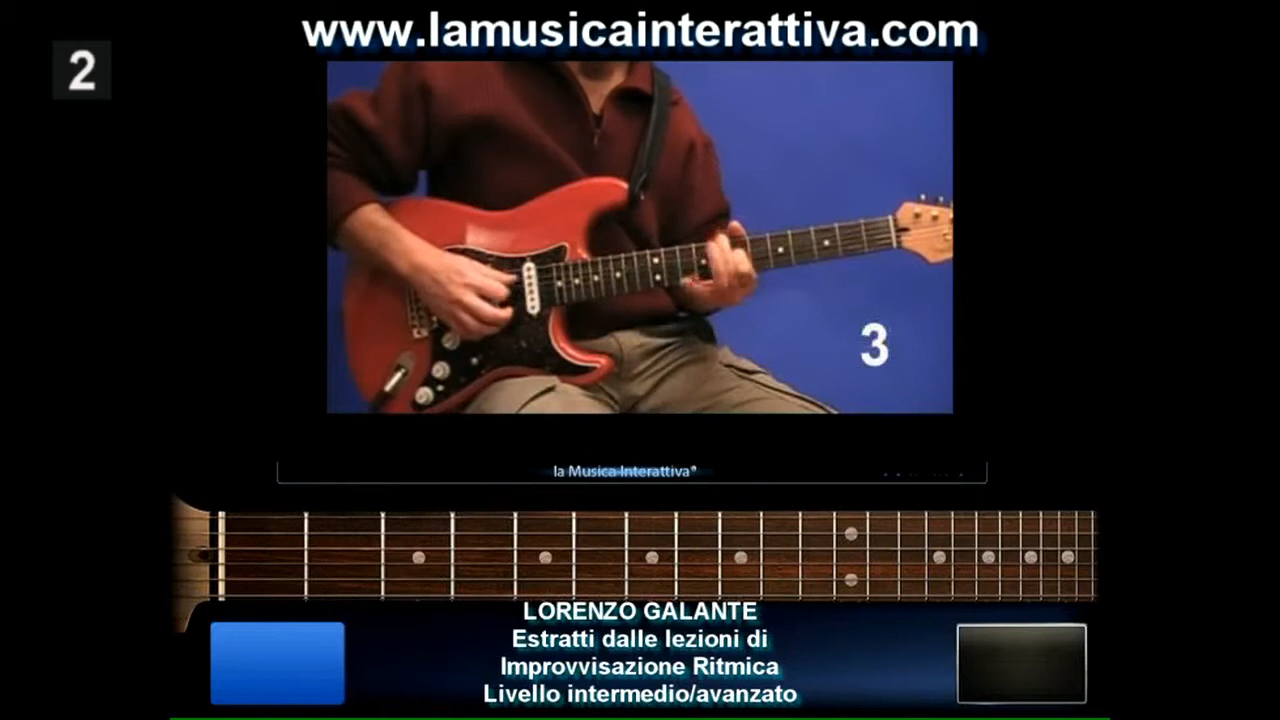 www.lamusicainterattiva.com
2
3
la Musica Interattiva®
LORENZO GALANTE
Estratti dalle lezioni di
Improvvisazione Ritmica
Livello intermedio/avanzato